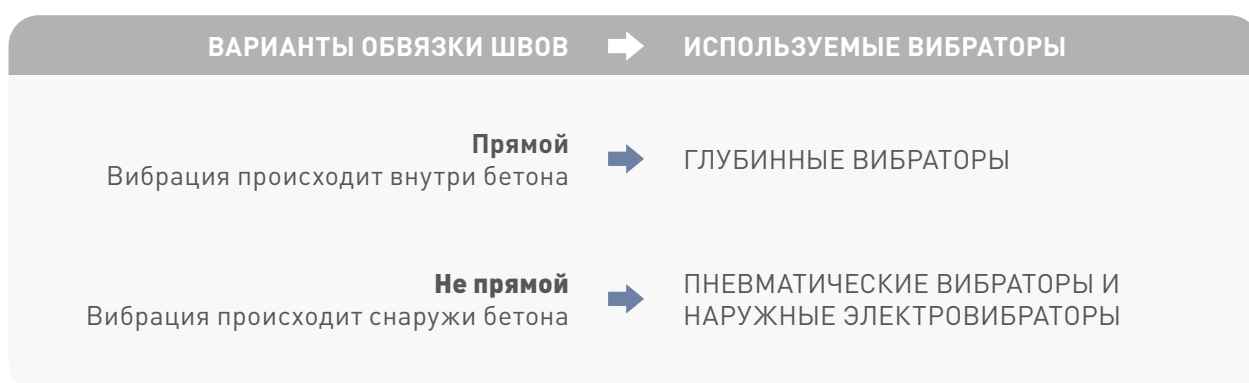 ВАРИАНТЫ ОБВЯЗКИ ШВОВ ИСПОЛЬЗУЕМЫЕ ВИБРАТОРЫ
Прямой
Вибрация происходит внутри бетона
ГЛУБИННЫЕ ВИБРАТОРЫ
Не прямой
Вибрация происходит снаружи бетона
ПНЕВМАТИЧЕСКИЕ ВИБРАТОРЫ И
НАРУЖНЫЕ ЭЛЕКТРОВИБРАТОРЫ